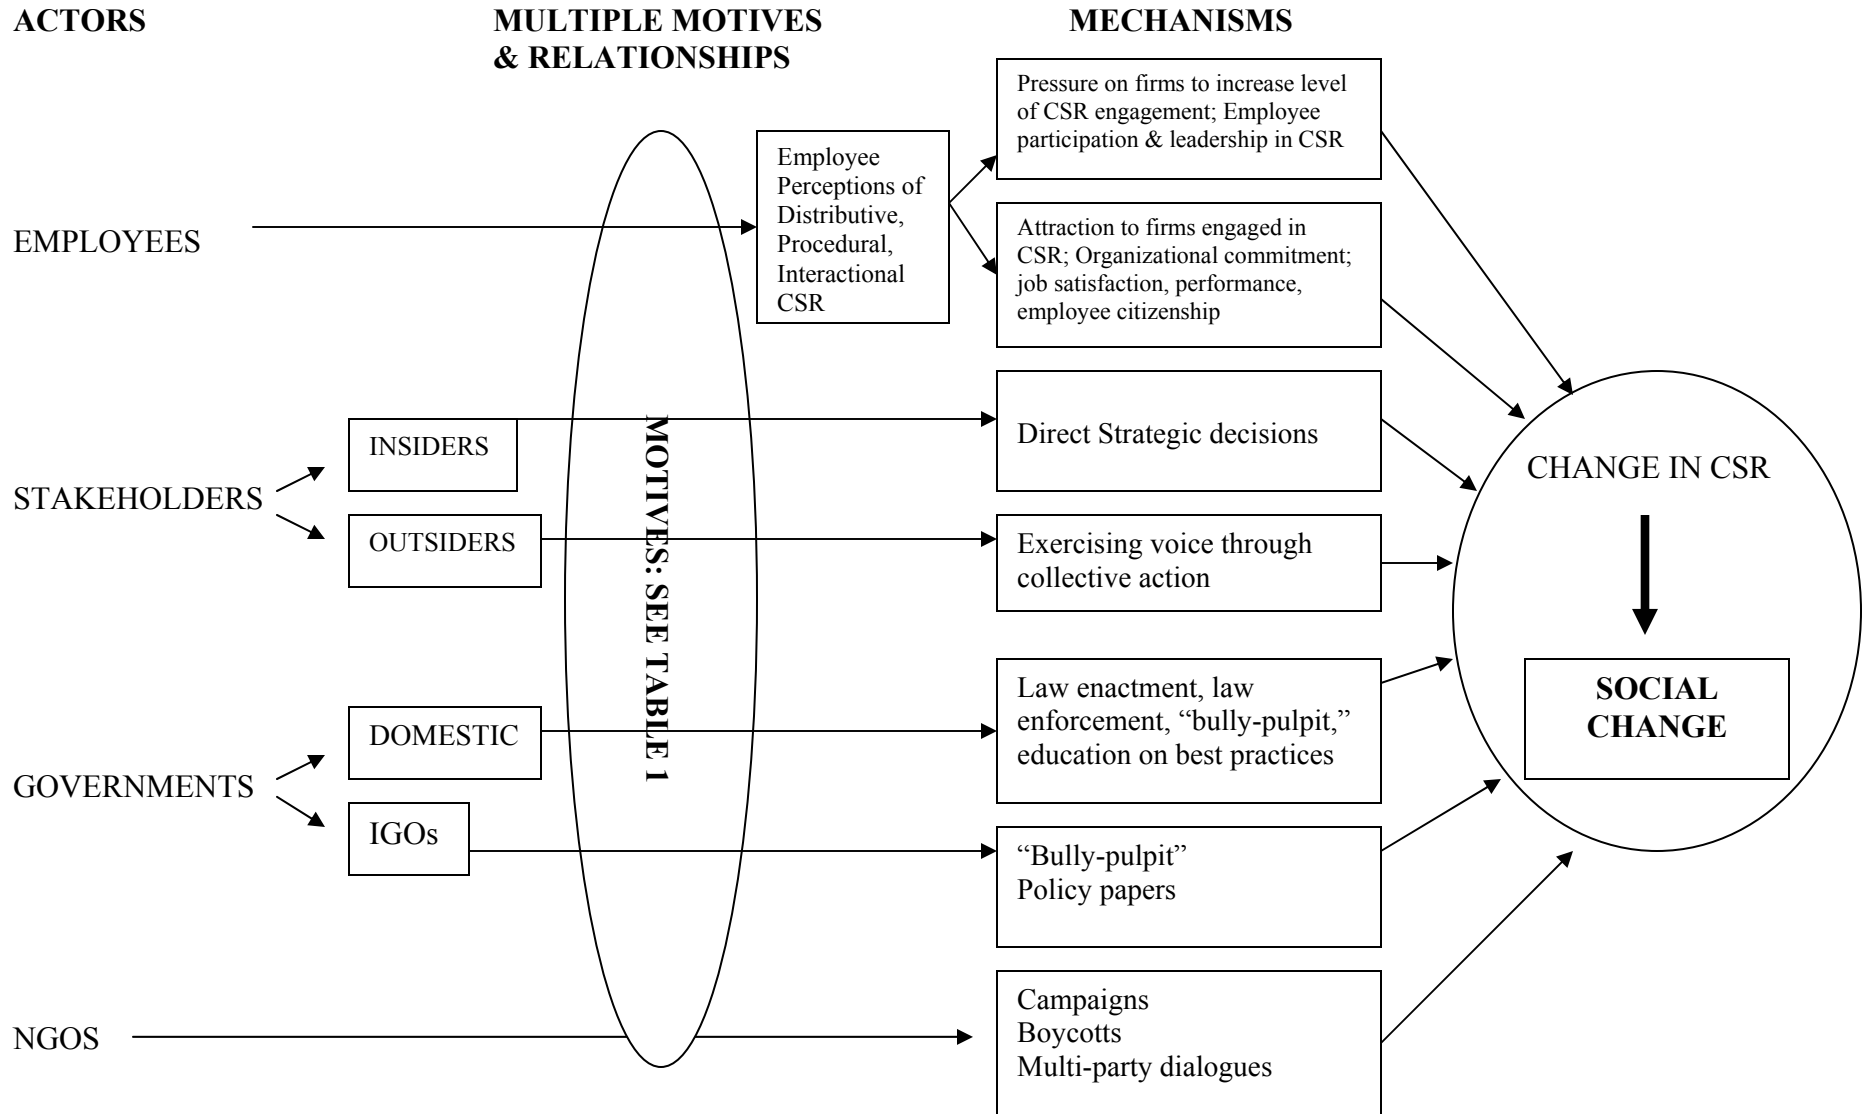 ACTORS
MULTIPLE MOTIVES
& RELATIONSHIPS
MECHANISMS
EMPLOYEES
Employee
Perceptions of
Distributive,
Procedural,
Interactional
CSR
Pressure on firms to increase level
of CSR engagement; Employee
participation & leadership in CSR
Attraction to firms engaged in
CSR; Organizational commitment;
job satisfaction, performance,
employee citizenship
STAKEHOLDERS
INSIDERS
OUTSIDERS
MOTIVES: SEE TABLE 1
Direct Strategic decisions
Exercising voice through
collective action
GOVERNMENTS
DOMESTIC
IGOs
Law enactment, law
enforcement, “bully-pulpit,”
education on best practices
“Bully-pulpit”
Policy papers
NGOS
Campaigns
Boycotts
Multi-party dialogues
CHANGE IN CSR
SOCIAL
CHANGE